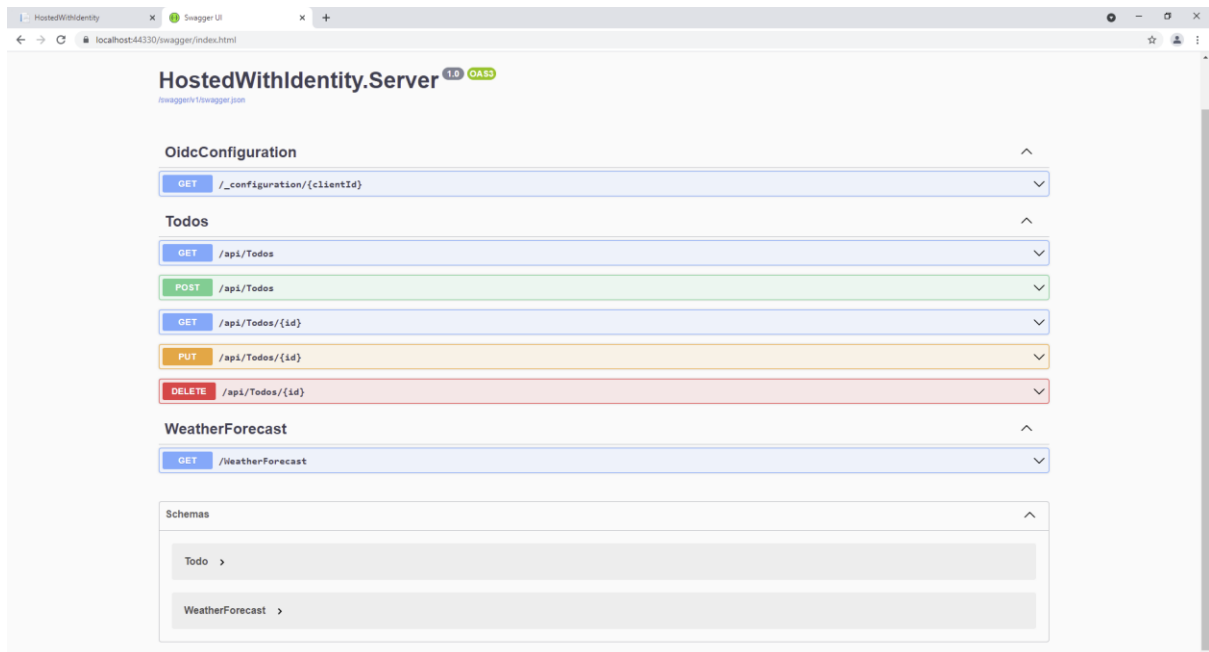 HostedWithIdentity
Swagger UI
localhost:44330/swagger/index.html
HostedWithIdentity.Server 1.0 OAS3
/swagger/v1/swagger.json
OidcConfiguration
GET /_configuration/{clientId}
Todos
GET /api/Todos
POST /api/Todos
GET /api/Todos/{id}
PUT /api/Todos/{id}
DELETE /api/Todos/{id}
WeatherForecast
GET /WeatherForecast
Schemas
Todo
WeatherForecast